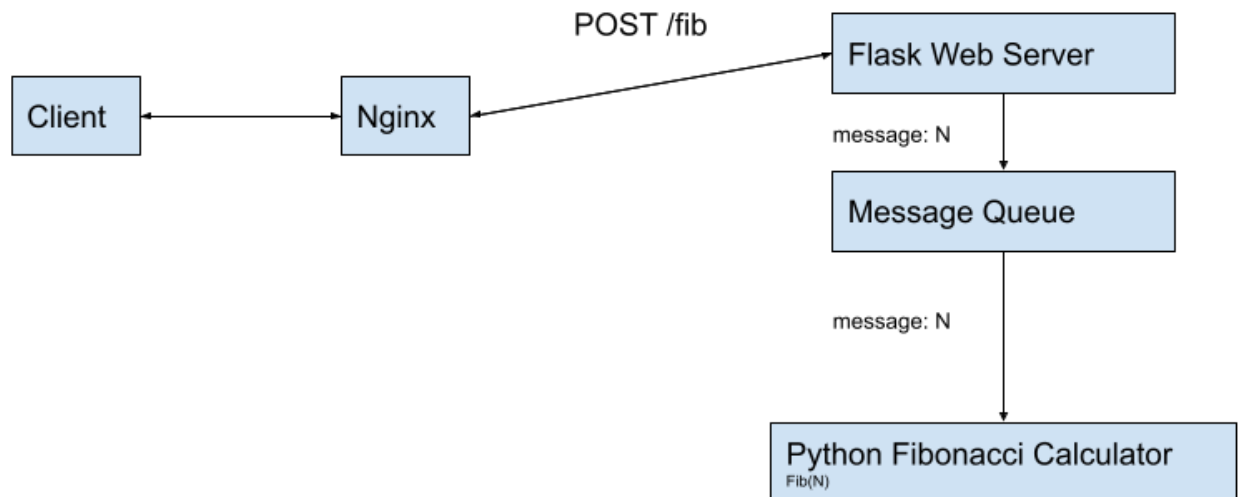 POST /fib
Flask Web Server
Client
Nginx
message: N
Message Queue
message: N
Python Fibonacci Calculator
Fib(N)